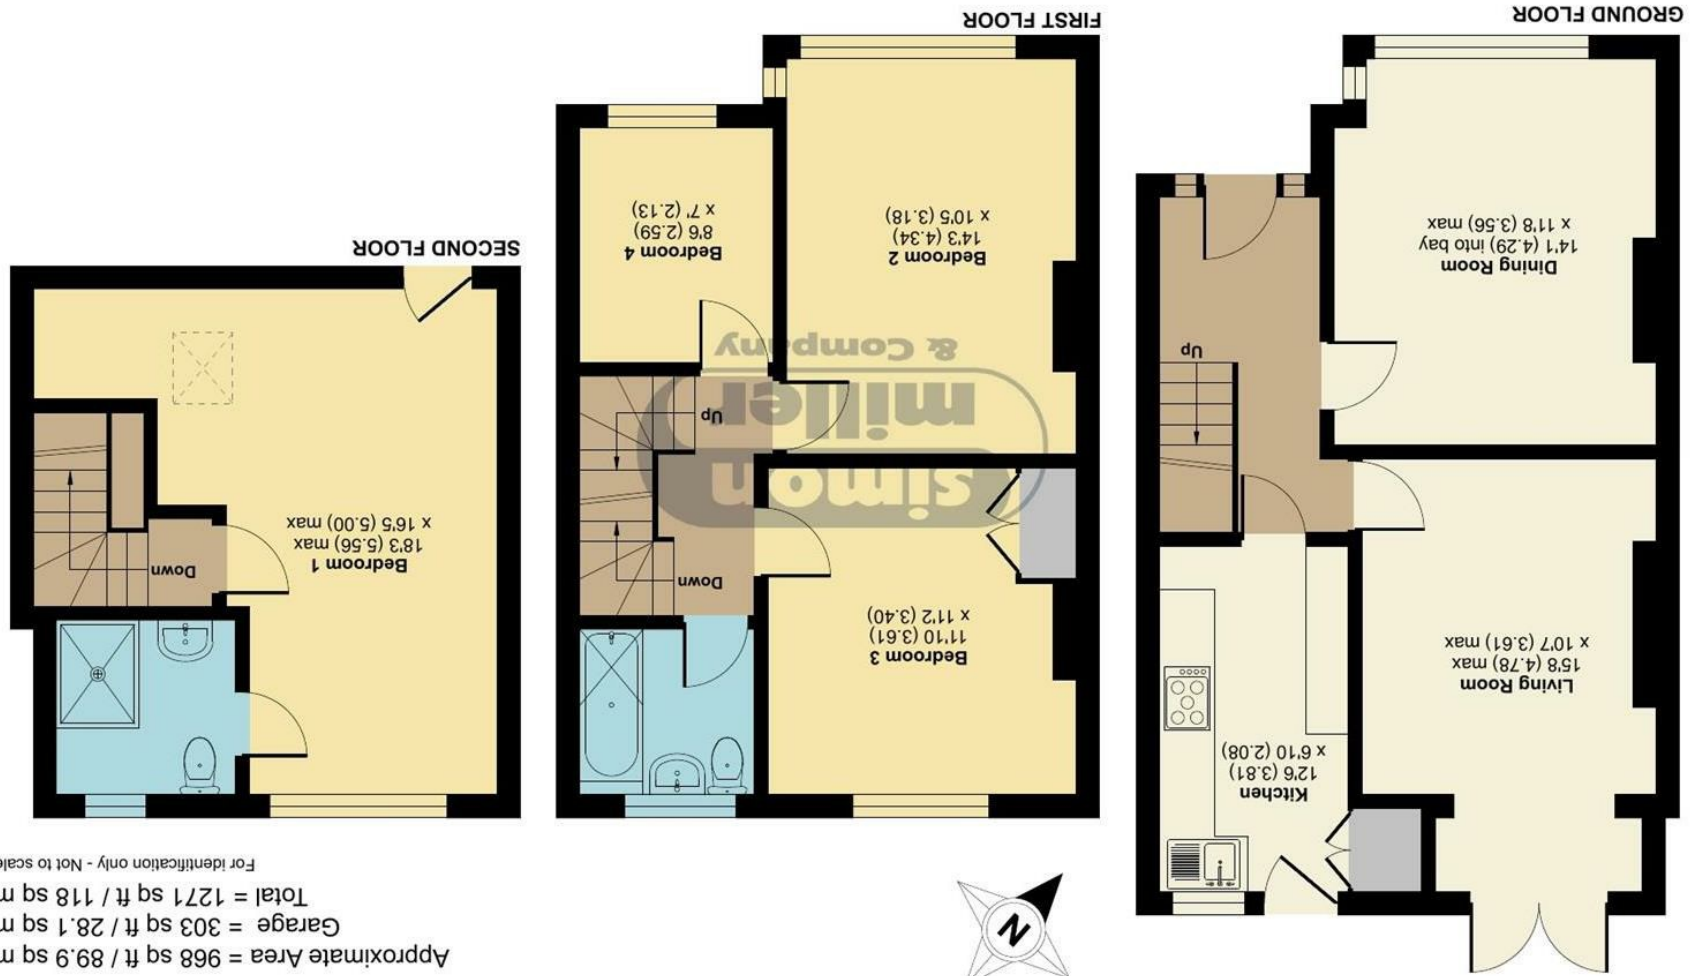 Approximate Area = 968 sq ft / 89.9 sq m
Garage = 303 sq ft / 28.1 sq m
Total = 1271 sq ft / 118 sq m
For identification only - Not to scale
N
Kitchen
12'6 (3.81)
x 6'10 (2.08)
Living Room
15'8 (4.78) max
x 10'7 (3.61) max
Up
Dining Room
14'1 (4.29) into bay
x 11'8 (3.56) max
GROUND FLOOR
Bedroom 3
11'10 (3.61)
x 11'2 (3.40)
Down
Up
simon
miller
& Company
Bedroom 2
14'3 (4.34)
x 10'5 (3.18)
Bedroom 4
8'6 (2.59)
x 7' (2.13)
FIRST FLOOR
Down
Bedroom 1
18'3 (5.56) max
x 16'5 (5.00) max
SECOND FLOOR